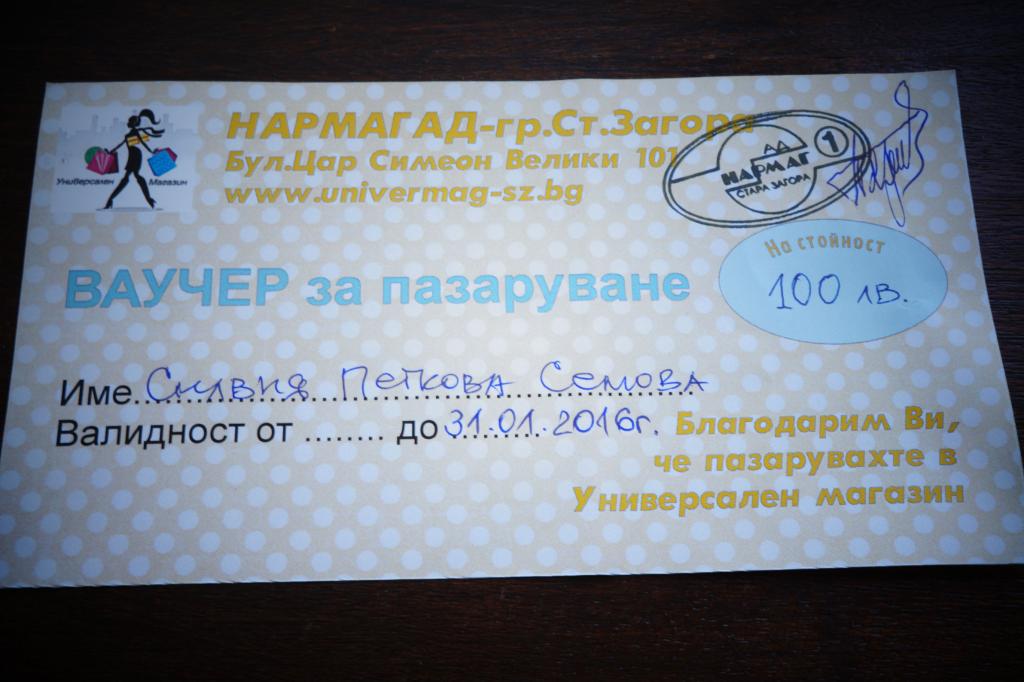 Универсален Магазин
НАРМАГ АД-гр.Ст.Загора
Бул.Цар Симеон Велики 101
www.univermag-sz.bg
НАРМАГ 1
СТАРА ЗАГОРА
На стойност
100 лв.
ВАУЧЕР за пазаруване
Име. Силвия Петкова Семова
Валидност от ........ до 31.01.2016г.
Благодарим Ви,
че пазарувахте в
Универсален магазин